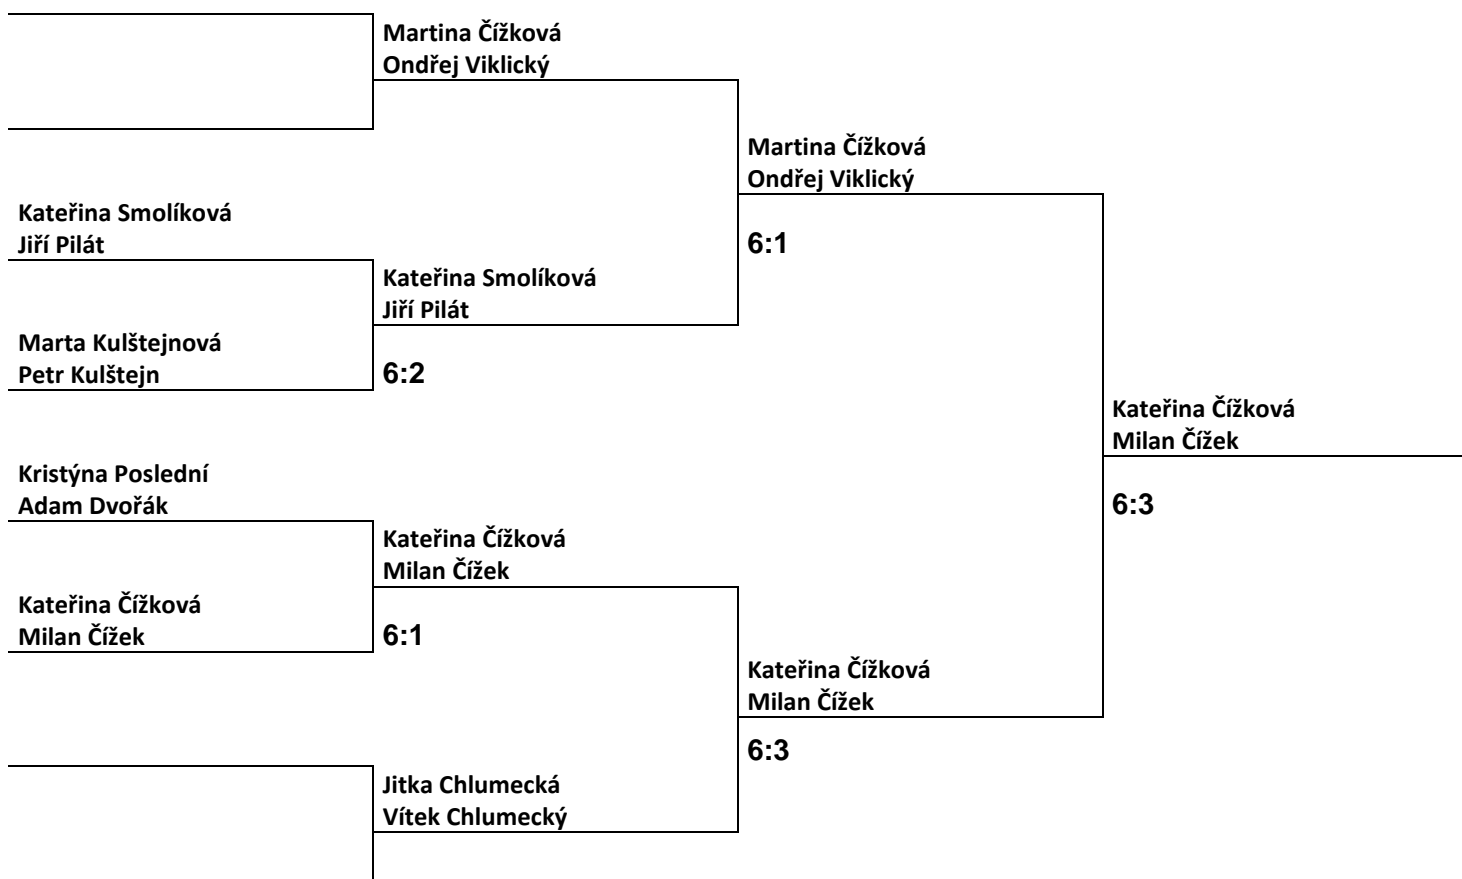 Martina Čížková
Ondřej Viklický
Martina Čížková
Ondřej Viklický
6:1
Kateřina Smolíková
Jiří Pilát
Kateřina Smolíková
Jiří Pilát
6:2
Marta Kulštejnová
Petr Kulštejn
Kateřina Čížková
Milan Čížek
6:3
Kristýna Poslední
Adam Dvořák
Kateřina Čížková
Milan Čížek
6:1
Kateřina Čížková
Milan Čížek
Kateřina Čížková
Milan Čížek
6:3
Jitka Chlumecká
Vítek Chlumecký